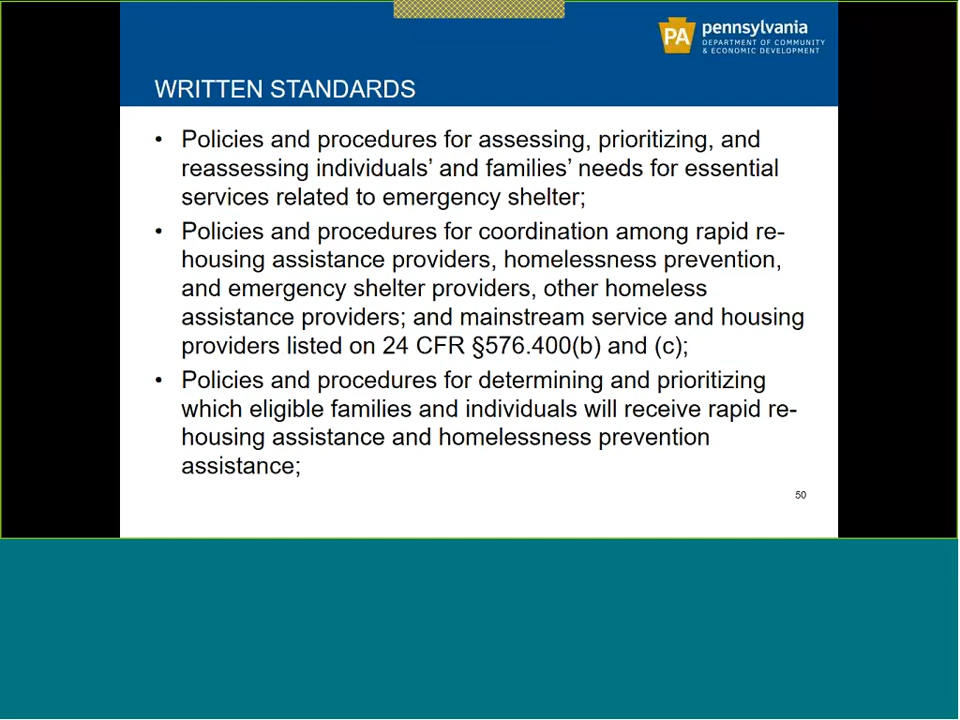 PA pennsylvania
DEPARTMENT OF COMMUNITY
& ECONOMIC DEVELOPMENT
WRITTEN STANDARDS
• Policies and procedures for assessing, prioritizing, and
reassessing individuals’ and families’ needs for essential
services related to emergency shelter;
• Policies and procedures for coordination among rapid re-
housing assistance providers, homelessness prevention,
and emergency shelter providers, other homeless
assistance providers; and mainstream service and housing
providers listed on 24 CFR §576.400(b) and (c);
• Policies and procedures for determining and prioritizing
which eligible families and individuals will receive rapid re-
housing assistance and homelessness prevention
assistance;
50